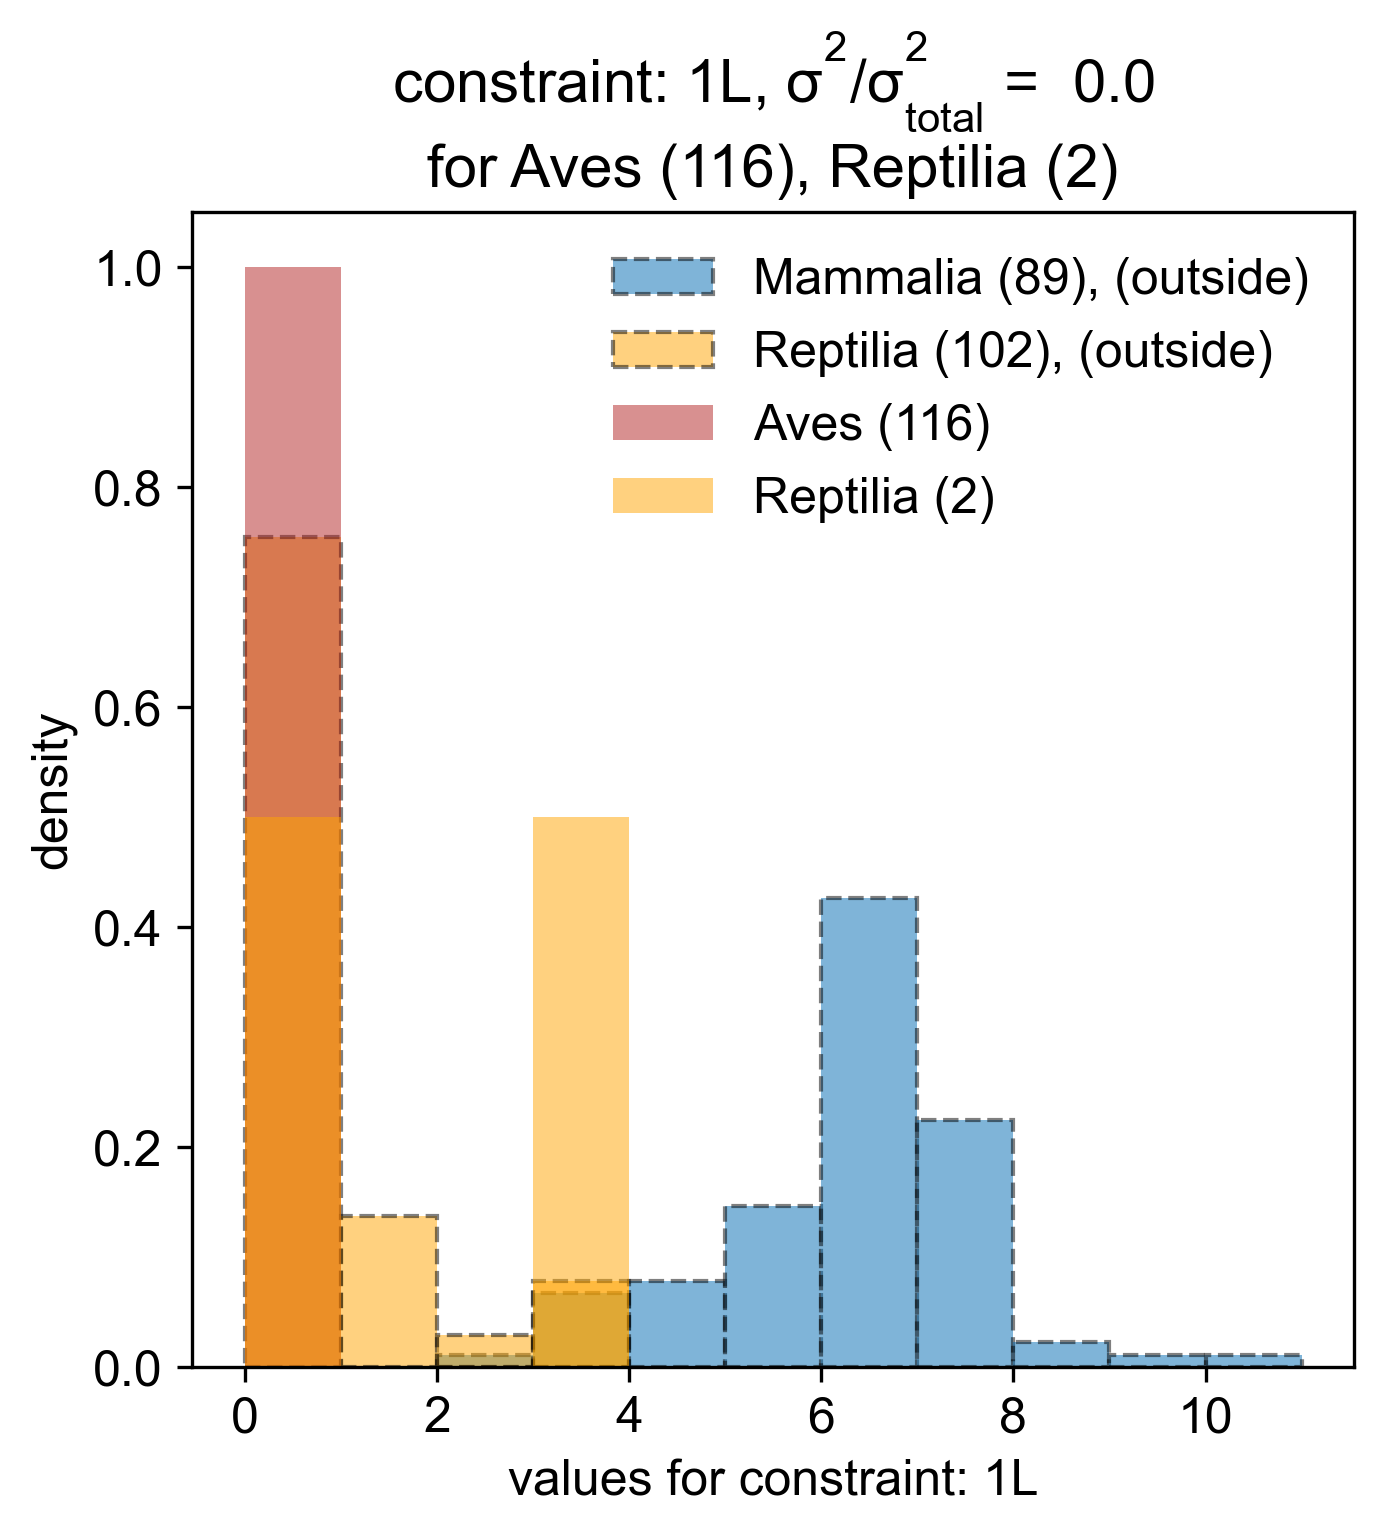 constraint: 1L, σ²/σ²total = 0.0
for Aves (116), Reptilia (2)
Mammalia (89), (outside)
Reptilia (102), (outside)
Aves (116)
Reptilia (2)
density
1.0
0.8
0.6
0.4
0.2
0.0
0 2 4 6 8 10
values for constraint: 1L